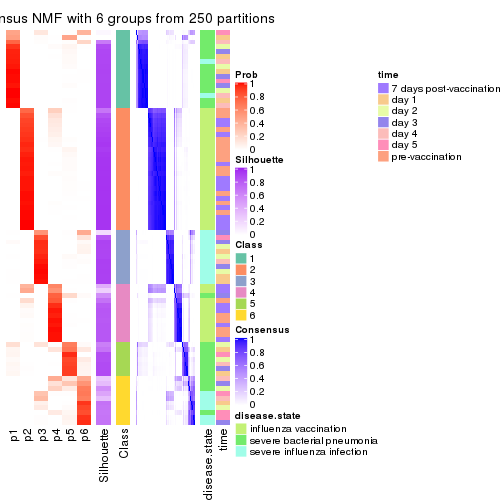 nsus NMF with 6 groups from 250 partitions
Prob
1
0.8
0.6
0.4
0.2
0
Silhouette
1
0.8
0.6
0.4
0.2
0
Class
1
2
3
4
5
6
Consensus
1
0.8
0.6
0.4
0.2
0
disease.state
influenza vaccination
severe bacterial pneumonia
severe influenza infection
time
7 days post-vaccination
day 1
day 2
day 3
day 4
day 5
pre-vaccination
p1
p2
p3
p4
p5
p6
Silhouette
Class
disease.state
time